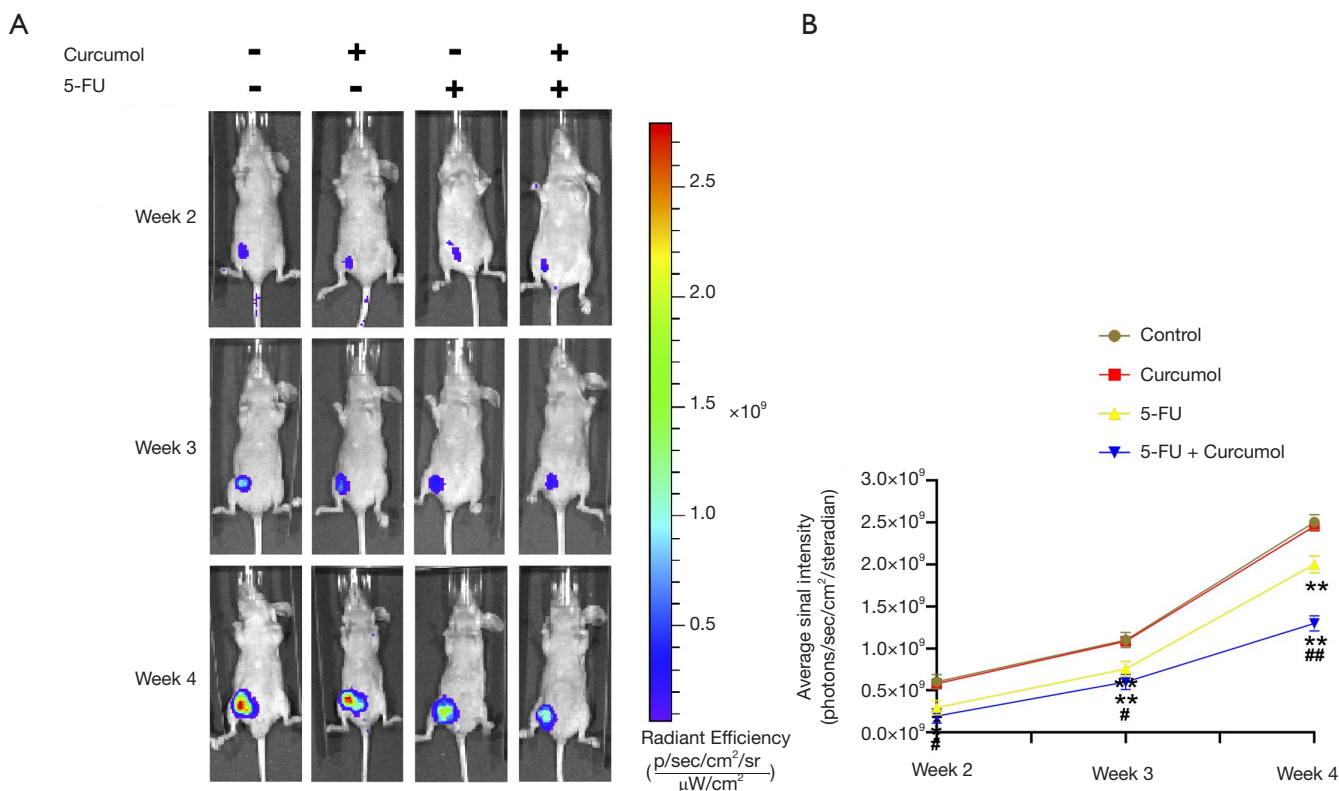 A
Curcumol - + - +
5-FU - - + +
Week 2
Week 3
Week 4
2.5
2.0
1.5
×10⁹
1.0
0.5
Radiant Efficiency
(p/sec/cm²/sr
μW/cm²)
B
Control
Curcumol
5-FU
5-FU + Curcumol
Average sinal intensity
(photons/sec/cm²/steradian)
3.0×10⁹
2.5×10⁹
2.0×10⁹
1.5×10⁹
1.0×10⁹
0.5×10⁹
0.0×10⁹
**
**
##
**
**
#
#
Week 2 Week 3 Week 4